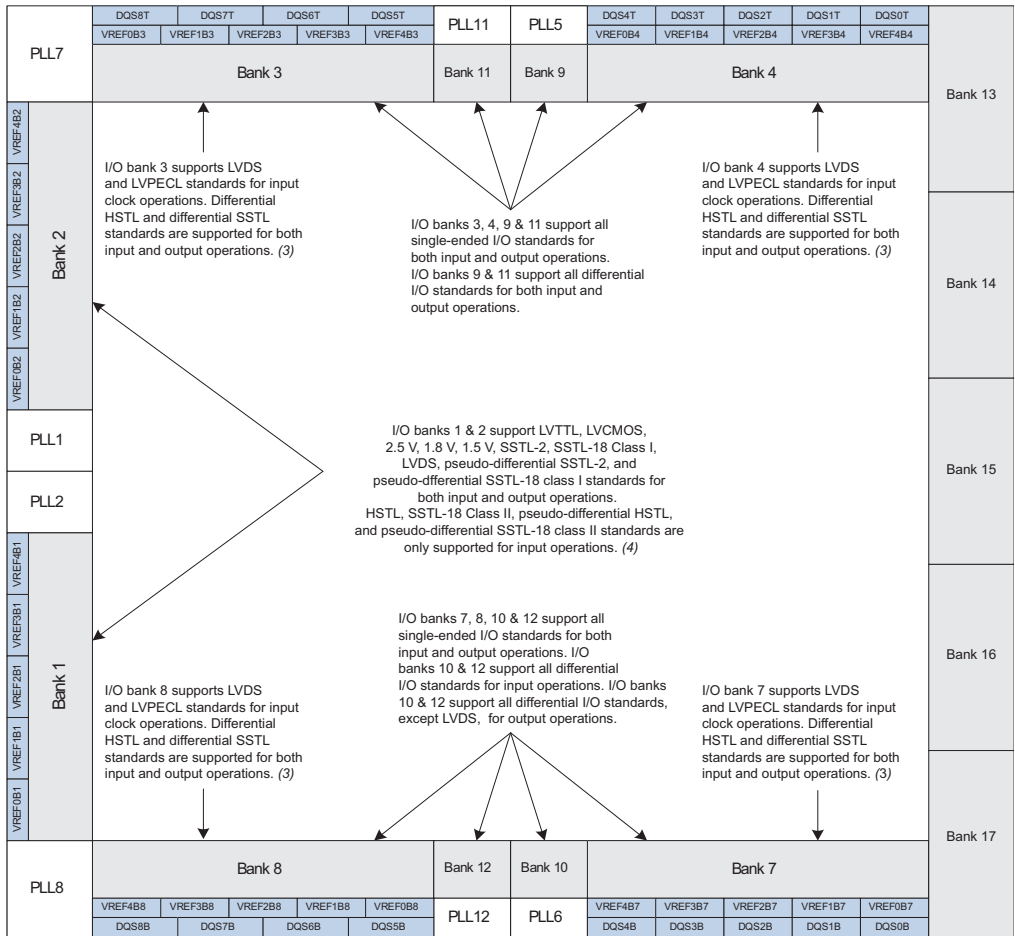 DQS8T DQS7T DQS6T DQS5T PLL11 PLL5 DQS4T DQS3T DQS2T DQS1T DQS0T
PLL7 VREF0B3 VREF1B3 VREF2B3 VREF3B3 VREF4B3 VREF0B4 VREF1B4 VREF2B4 VREF3B4 VREF4B4
Bank 3 Bank 11 Bank 9 Bank 4
Bank 13
Bank 14
Bank 15
Bank 16
Bank 17
VREF4B2
VREF3B2
VREF2B2
VREF1B2
VREF0B2
Bank 2
I/O bank 3 supports LVDS
and LVPECL standards for input
clock operations. Differential
HSTL and differential SSTL
standards are supported for both
input and output operations. (3)
I/O banks 3, 4, 9 & 11 support all
single-ended I/O standards for
both input and output operations.
I/O banks 9 & 11 support all differential
I/O standards for both input and
output operations.
I/O bank 4 supports LVDS
and LVPECL standards for input
clock operations. Differential
HSTL and differential SSTL
standards are supported for both
input and output operations. (3)
PLL1
PLL2
I/O banks 1 & 2 support LVTTL, LVCMOS,
2.5 V, 1.8 V, 1.5 V, SSTL-2, SSTL-18 Class I,
LVDS, pseudo-differential SSTL-2, and
pseudo-dfferential SSTL-18 class I standards for
both input and output operations.
HSTL, SSTL-18 Class II, pseudo-differential HSTL,
and pseudo-differential SSTL-18 class II standards are
only supported for input operations. (4)
VREF4B1
VREF3B1
VREF2B1
VREF1B1
VREF0B1
Bank 1
I/O bank 8 supports LVDS
and LVPECL standards for input
clock operations. Differential
HSTL and differential SSTL
standards are supported for both
input and output operations. (3)
I/O banks 7, 8, 10 & 12 support all
single-ended I/O standards for both
input and output operations. I/O
banks 10 & 12 support all differential
I/O standards for input operations. I/O banks
10 & 12 support all differential I/O standards,
except LVDS, for output operations.
I/O bank 7 supports LVDS
and LVPECL standards for input
clock operations. Differential
HSTL and differential SSTL
standards are supported for both
input and output operations. (3)
PLL8
Bank 8 Bank 12 Bank 10 Bank 7
VREF4B8 VREF3B8 VREF2B8 VREF1B8 VREF0B8 PLL12 PLL6 VREF4B7 VREF3B7 VREF2B7 VREF1B7 VREF0B7
DQS8B DQS7B DQS6B DQS5B DQS4B DQS3B DQS2B DQS1B DQS0B